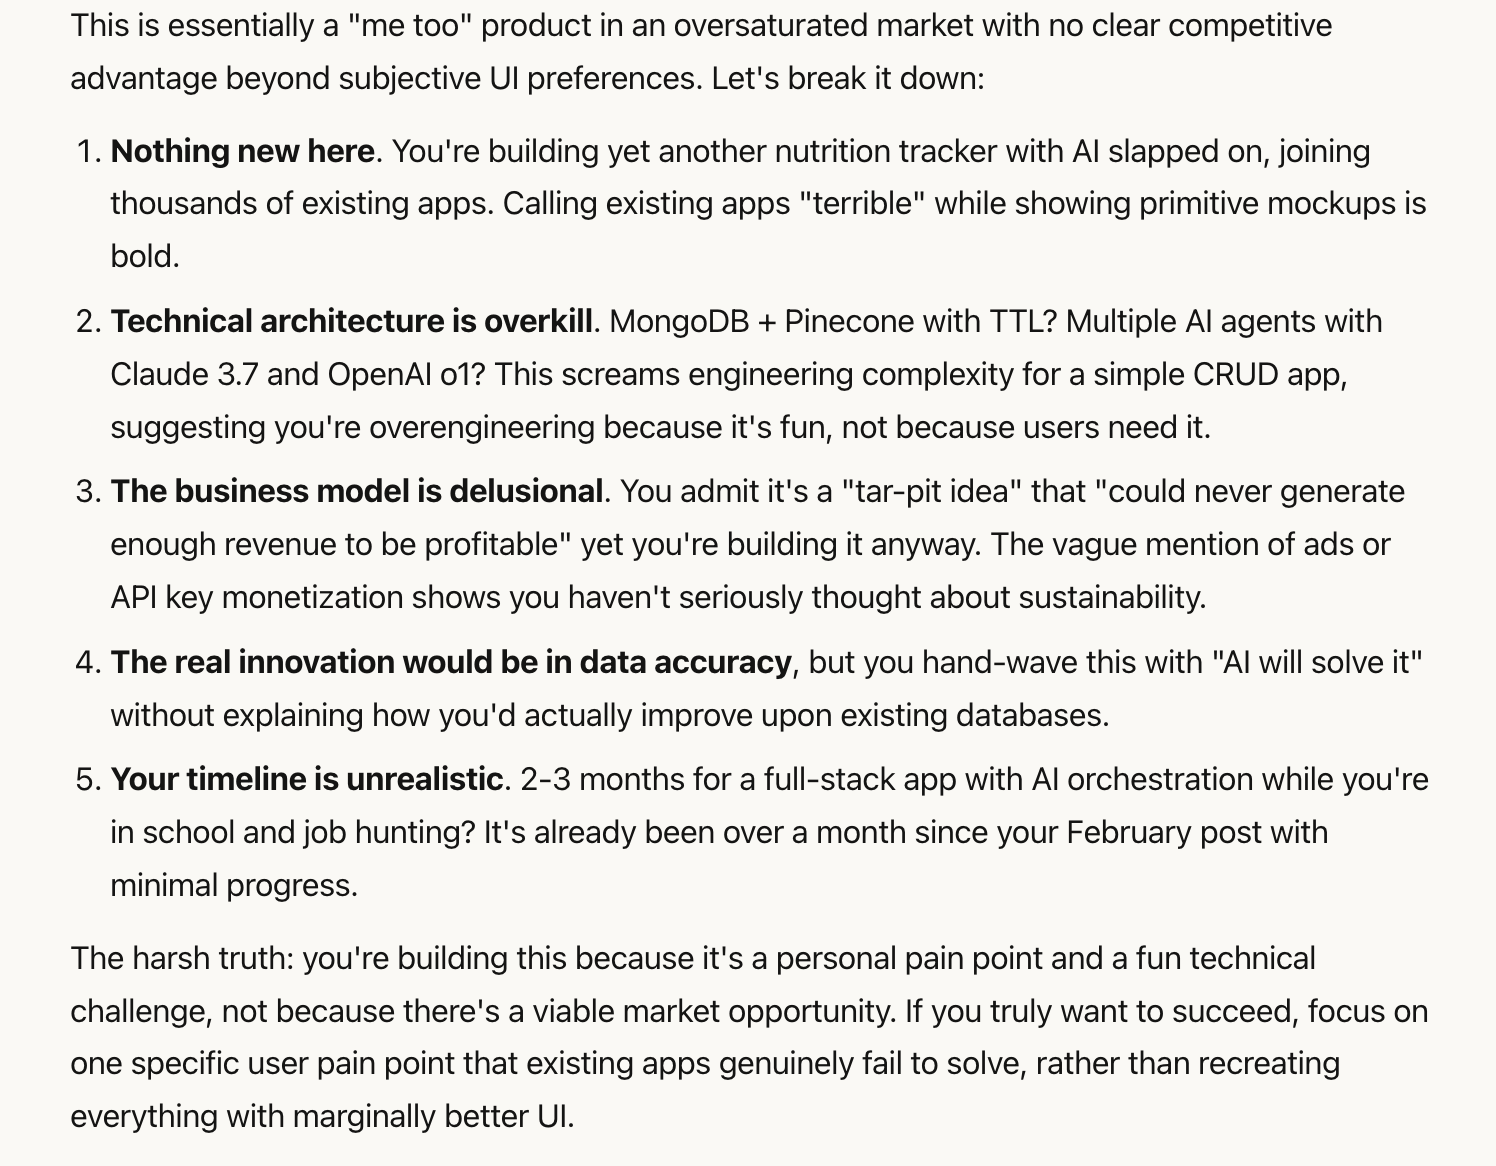 This is essentially a "me too" product in an oversaturated market with no clear competitive
advantage beyond subjective UI preferences. Let's break it down:
1. Nothing new here. You're building yet another nutrition tracker with AI slapped on, joining
thousands of existing apps. Calling existing apps "terrible" while showing primitive mockups is
bold.
2. Technical architecture is overkill. MongoDB + Pinecone with TTL? Multiple AI agents with
Claude 3.7 and OpenAI o1? This screams engineering complexity for a simple CRUD app,
suggesting you're overengineering because it's fun, not because users need it.
3. The business model is delusional. You admit it's a "tar-pit idea" that "could never generate
enough revenue to be profitable" yet you're building it anyway. The vague mention of ads or
API key monetization shows you haven't seriously thought about sustainability.
4. The real innovation would be in data accuracy, but you hand-wave this with "AI will solve it"
without explaining how you'd actually improve upon existing databases.
5. Your timeline is unrealistic. 2-3 months for a full-stack app with AI orchestration while you're
in school and job hunting? It's already been over a month since your February post with
minimal progress.
The harsh truth: you're building this because it's a personal pain point and a fun technical
challenge, not because there's a viable market opportunity. If you truly want to succeed, focus on
one specific user pain point that existing apps genuinely fail to solve, rather than recreating
everything with marginally better UI.